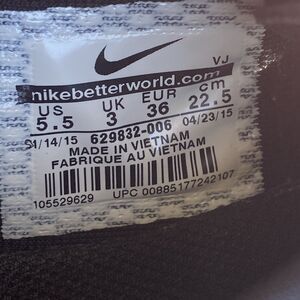 VJ
nikebetterworld.com
US UK EUR cm
5.5 3 36 22.5
01/14/15 629832-006 04/23/15
MADE IN VIETNAM
FABRIQUE AU VIETNAM
105529629 UPC 00885177242107